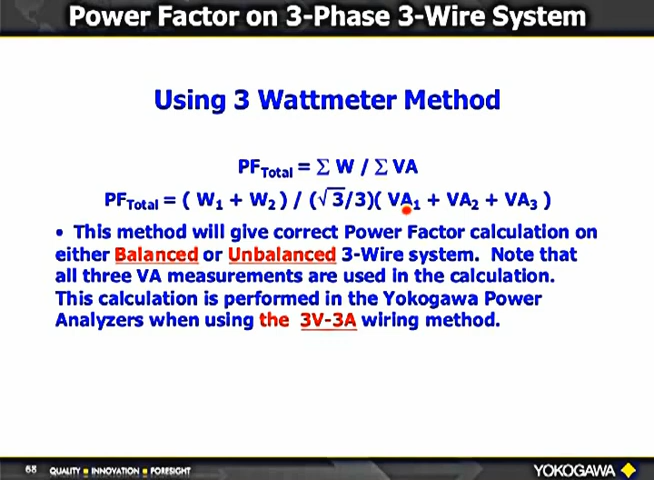 Power Factor on 3-Phase 3-Wire System
Using 3 Wattmeter Method
PFTotal = Σ W / Σ VA
PFTotal = ( W1 + W2 ) / (√3/3)( VA1 + VA2 + VA3 )
• This method will give correct Power Factor calculation on
either Balanced or Unbalanced 3-Wire system. Note that
all three VA measurements are used in the calculation.
This calculation is performed in the Yokogawa Power
Analyzers when using the 3V-3A wiring method.
68 QUALITY ■ INNOVATION ■ FORESIGHT YOKOGAWA